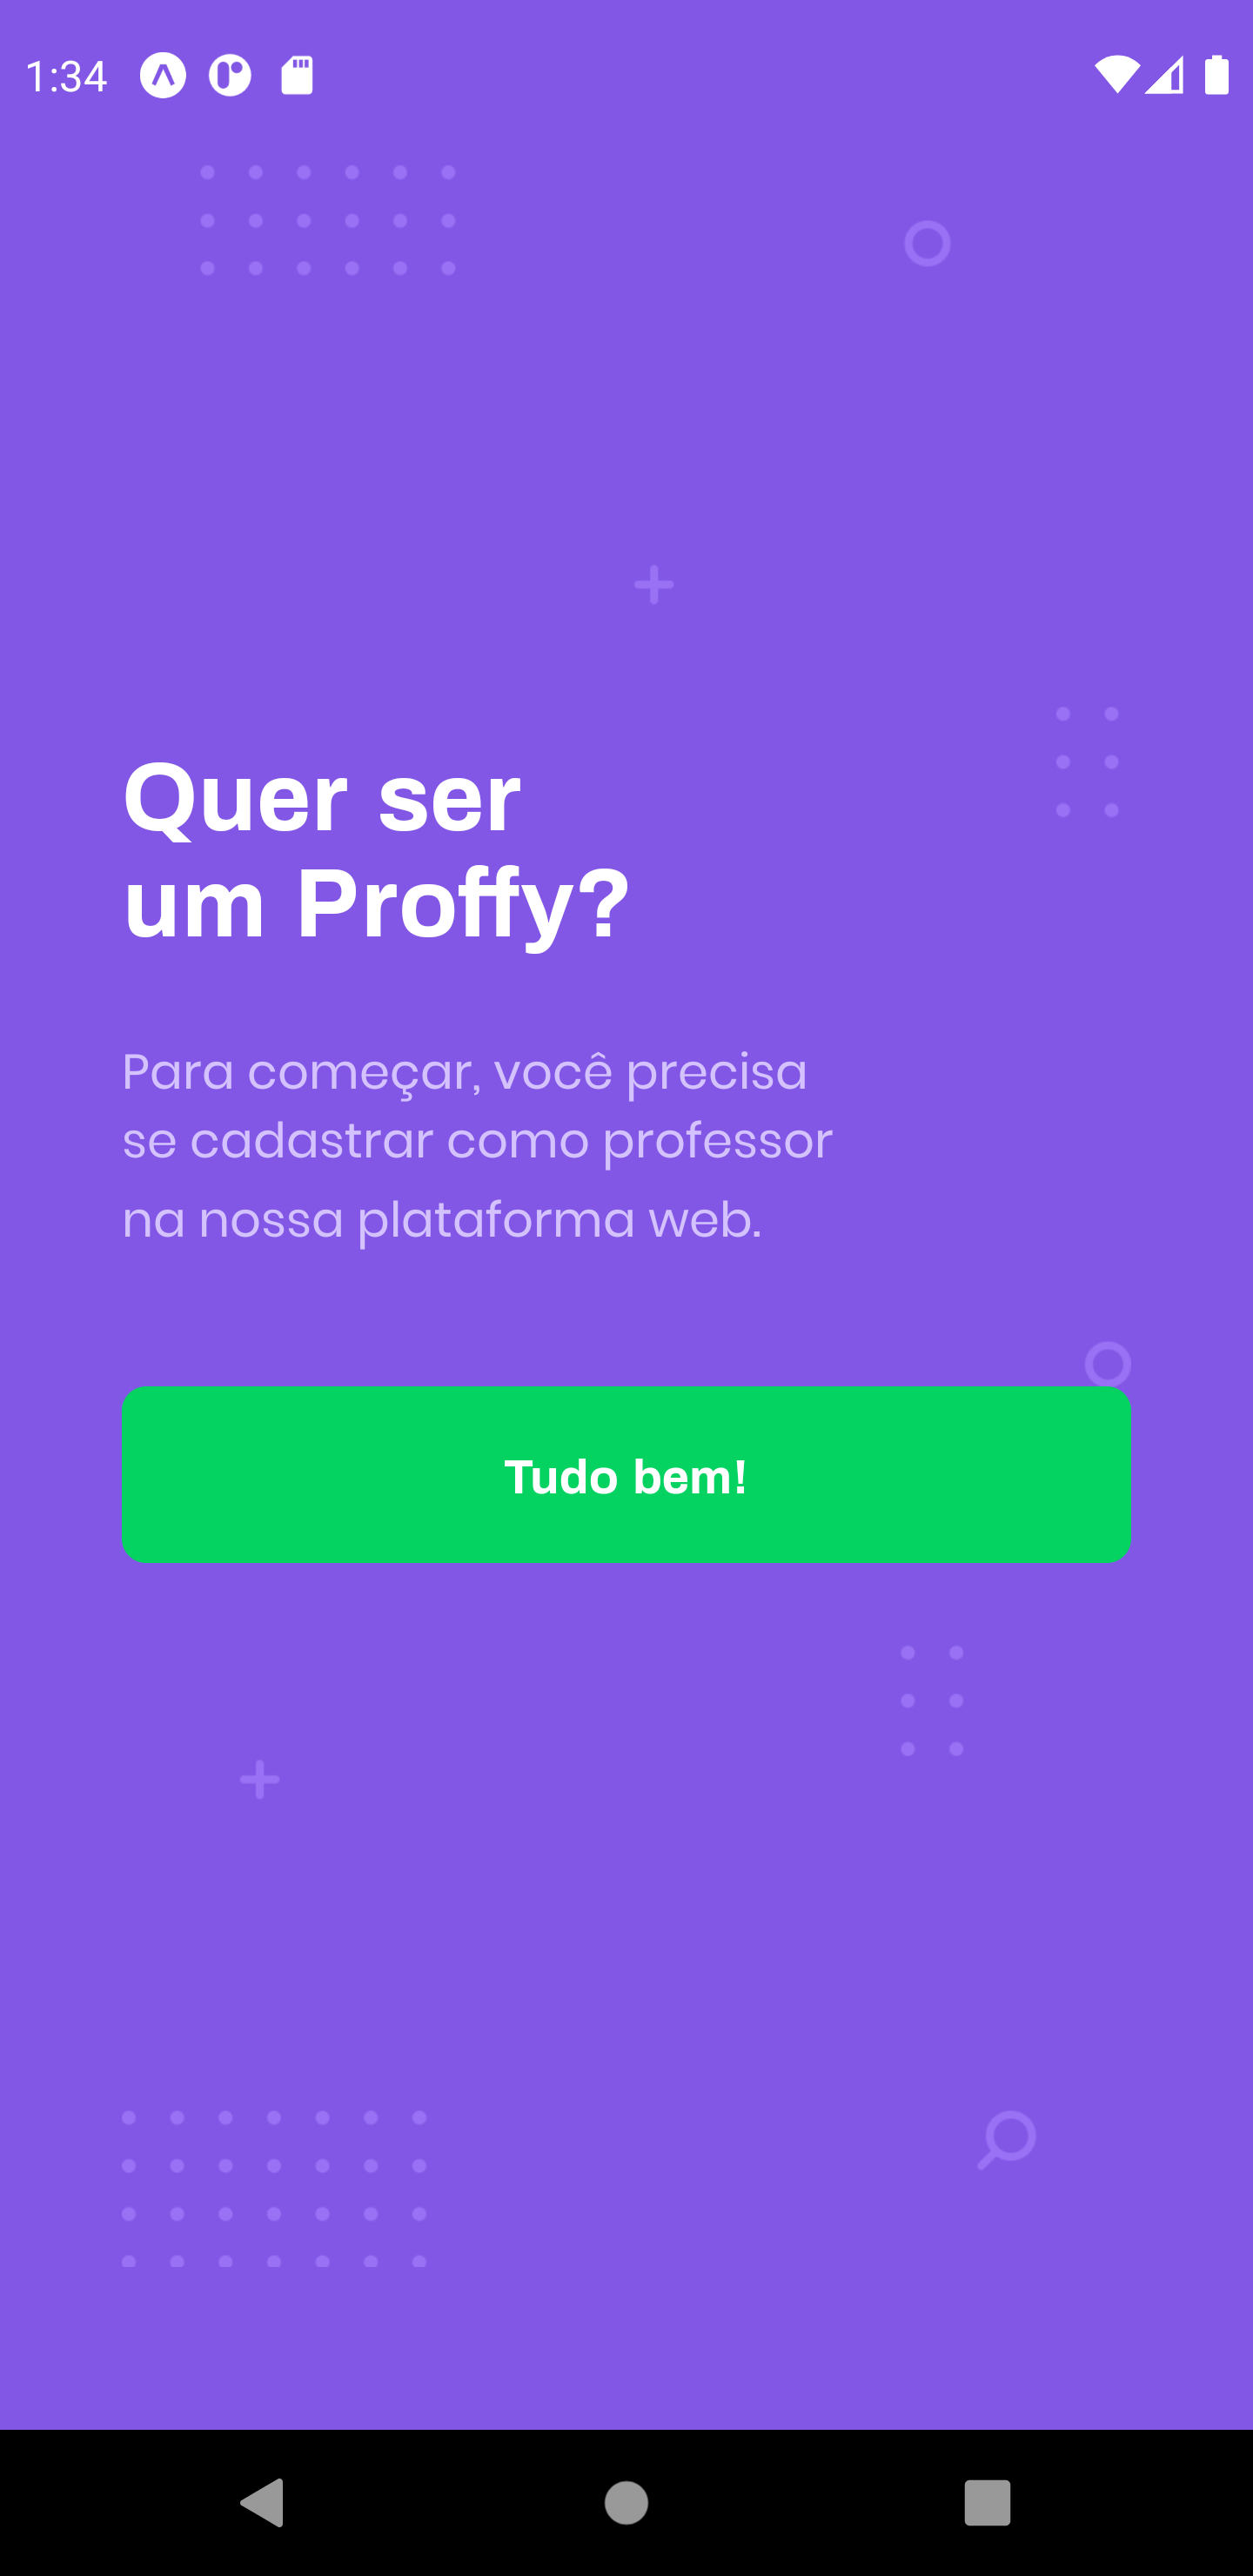 1:34
Quer ser
um Proffy?
Para começar, você precisa
se cadastrar como professor
na nossa plataforma web.
Tudo bem!